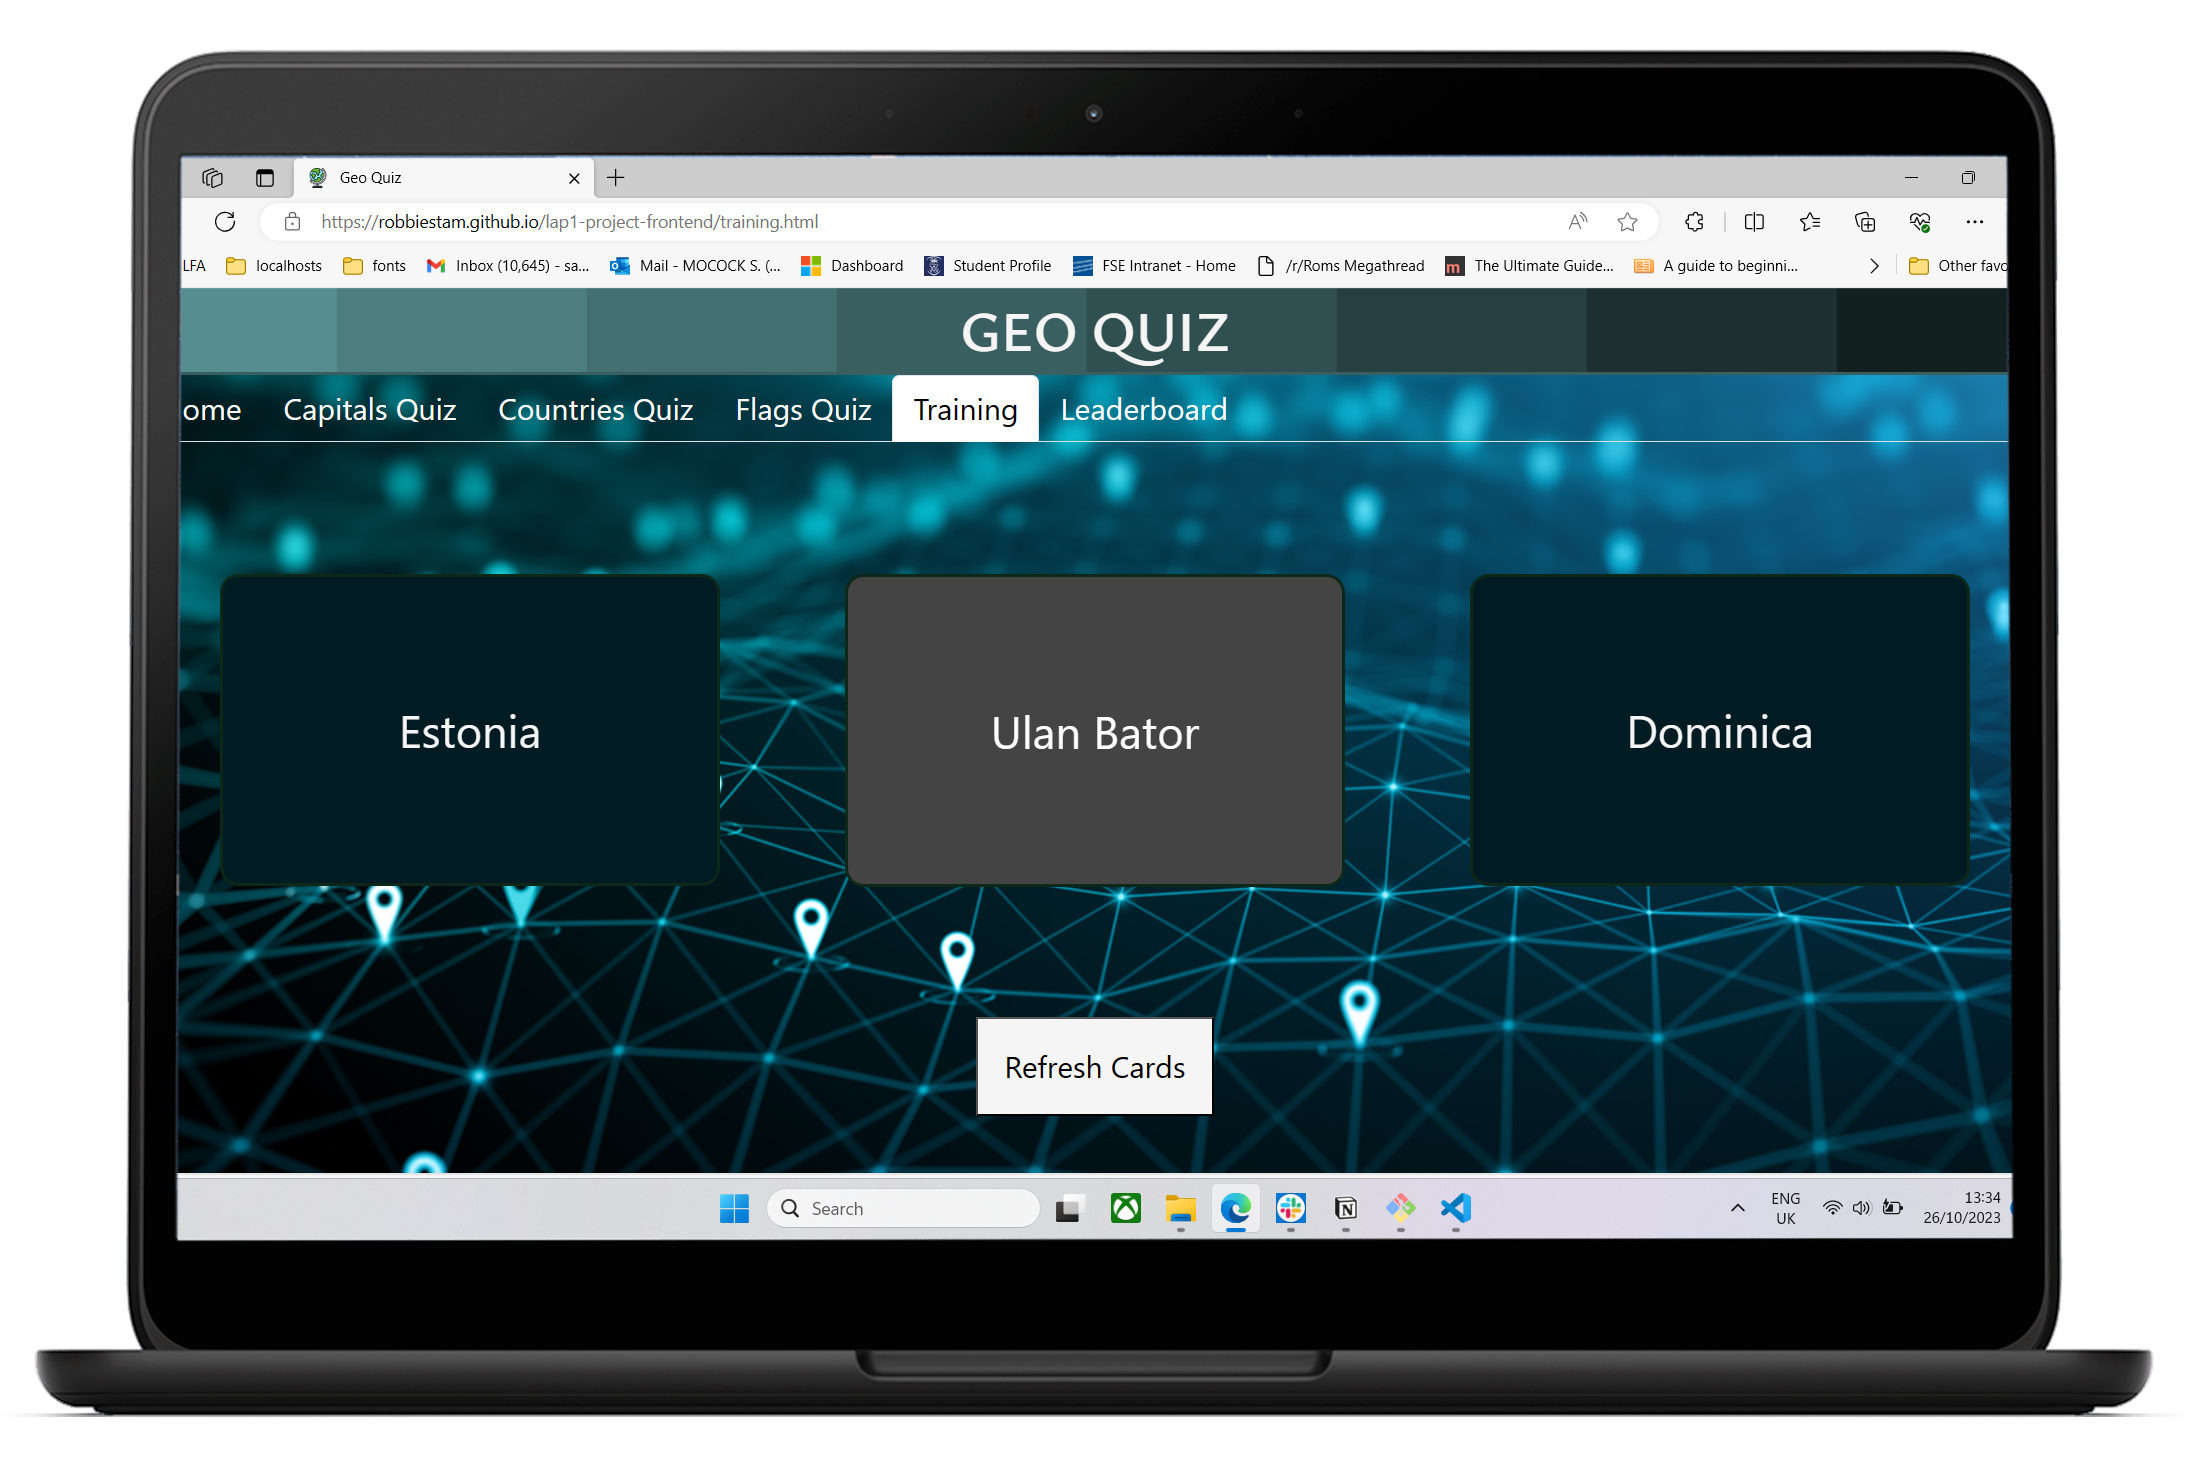 Geo Quiz
https://robbiestam.github.io/lap1-project-frontend/training.html
LFA localhosts fonts Inbox (10,645) - sa... Mail - MOCOCK S. (... Dashboard Student Profile FSE Intranet - Home /r/Roms Megathread The Ultimate Guide... A guide to beginni... Other favo
GEO QUIZ
ome Capitals Quiz Countries Quiz Flags Quiz Training Leaderboard
Estonia
Ulan Bator
Dominica
Refresh Cards
Search
ENG
UK
13:34
26/10/2023